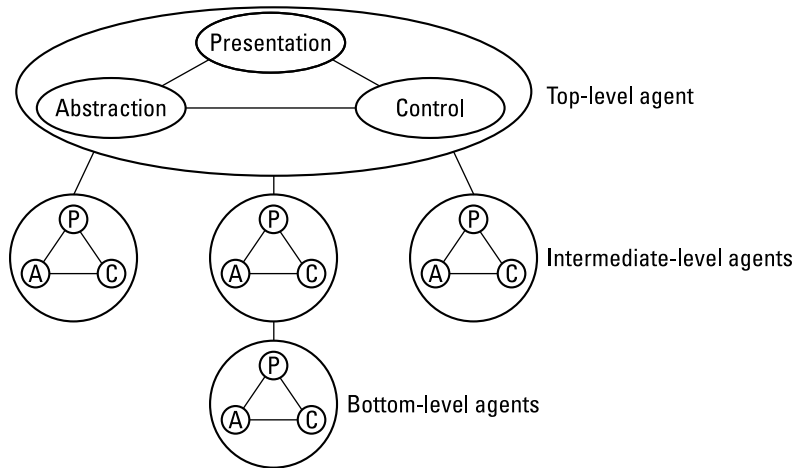 Presentation
Abstraction
Control
Top-level agent
P
A
C
P
A
C
P
A
C
Intermediate-level agents
P
A
C
Bottom-level agents